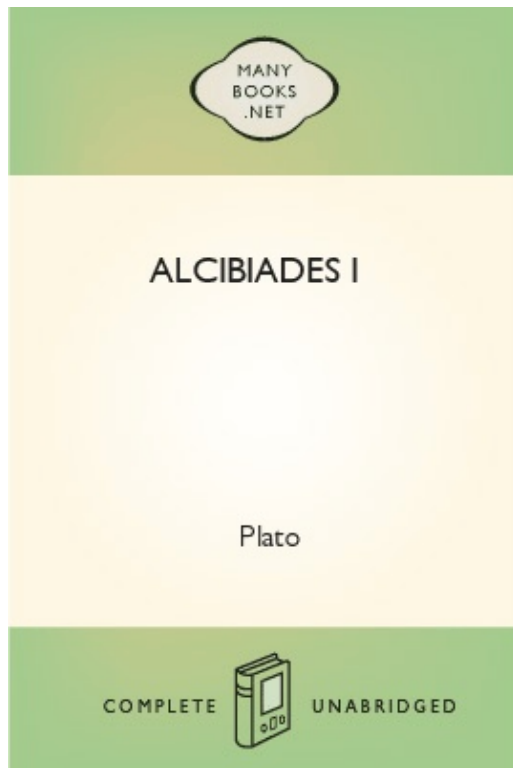 MANY
BOOKS
.NET
ALCIBIADES I
Plato
COMPLETE UNABRIDGED